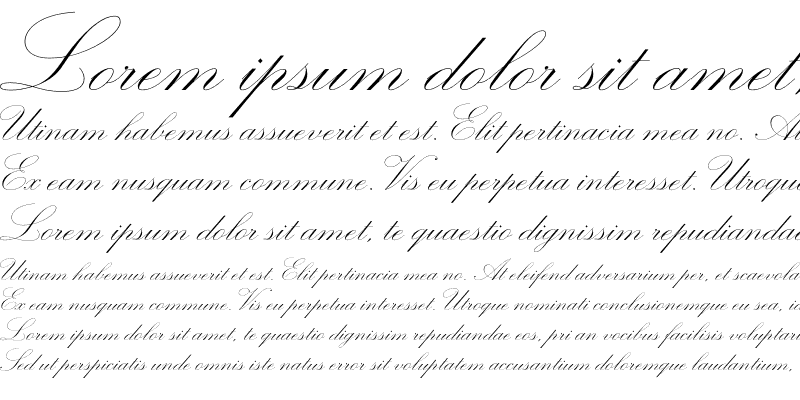 Lorem ipsum dolor sit amet,
Utinam habemus assueverit et est. Elit pertinacia mea no. At
Ex eam nusquam commune. Vis eu perpetua interesset. Utroque
Lorem ipsum dolor sit amet, te quaestio dignissim repudiandae
Utinam habemus assueverit et est. Elit pertinacia mea no. At eleifend adversarium per, et scaevola
Ex eam nusquam commune. Vis eu perpetua interesset. Utroque nominati conclusionemque eu sea,
Lorem ipsum dolor sit amet, te quaestio dignissim repudiandae eos, pri an vocibus facilisis
Sed ut perspiciatis unde omnis iste natus error sit voluptatem accusantium doloremque laudantium,